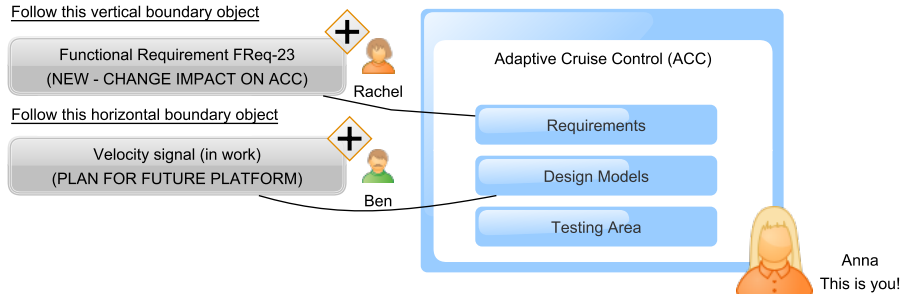 Follow this vertical boundary object
Functional Requirement FReq-23
(NEW - CHANGE IMPACT ON ACC)
Rachel
Follow this horizontal boundary object
Velocity signal (in work)
(PLAN FOR FUTURE PLATFORM)
Ben
Adaptive Cruise Control (ACC)
Requirements
Design Models
Testing Area
Anna
This is you!